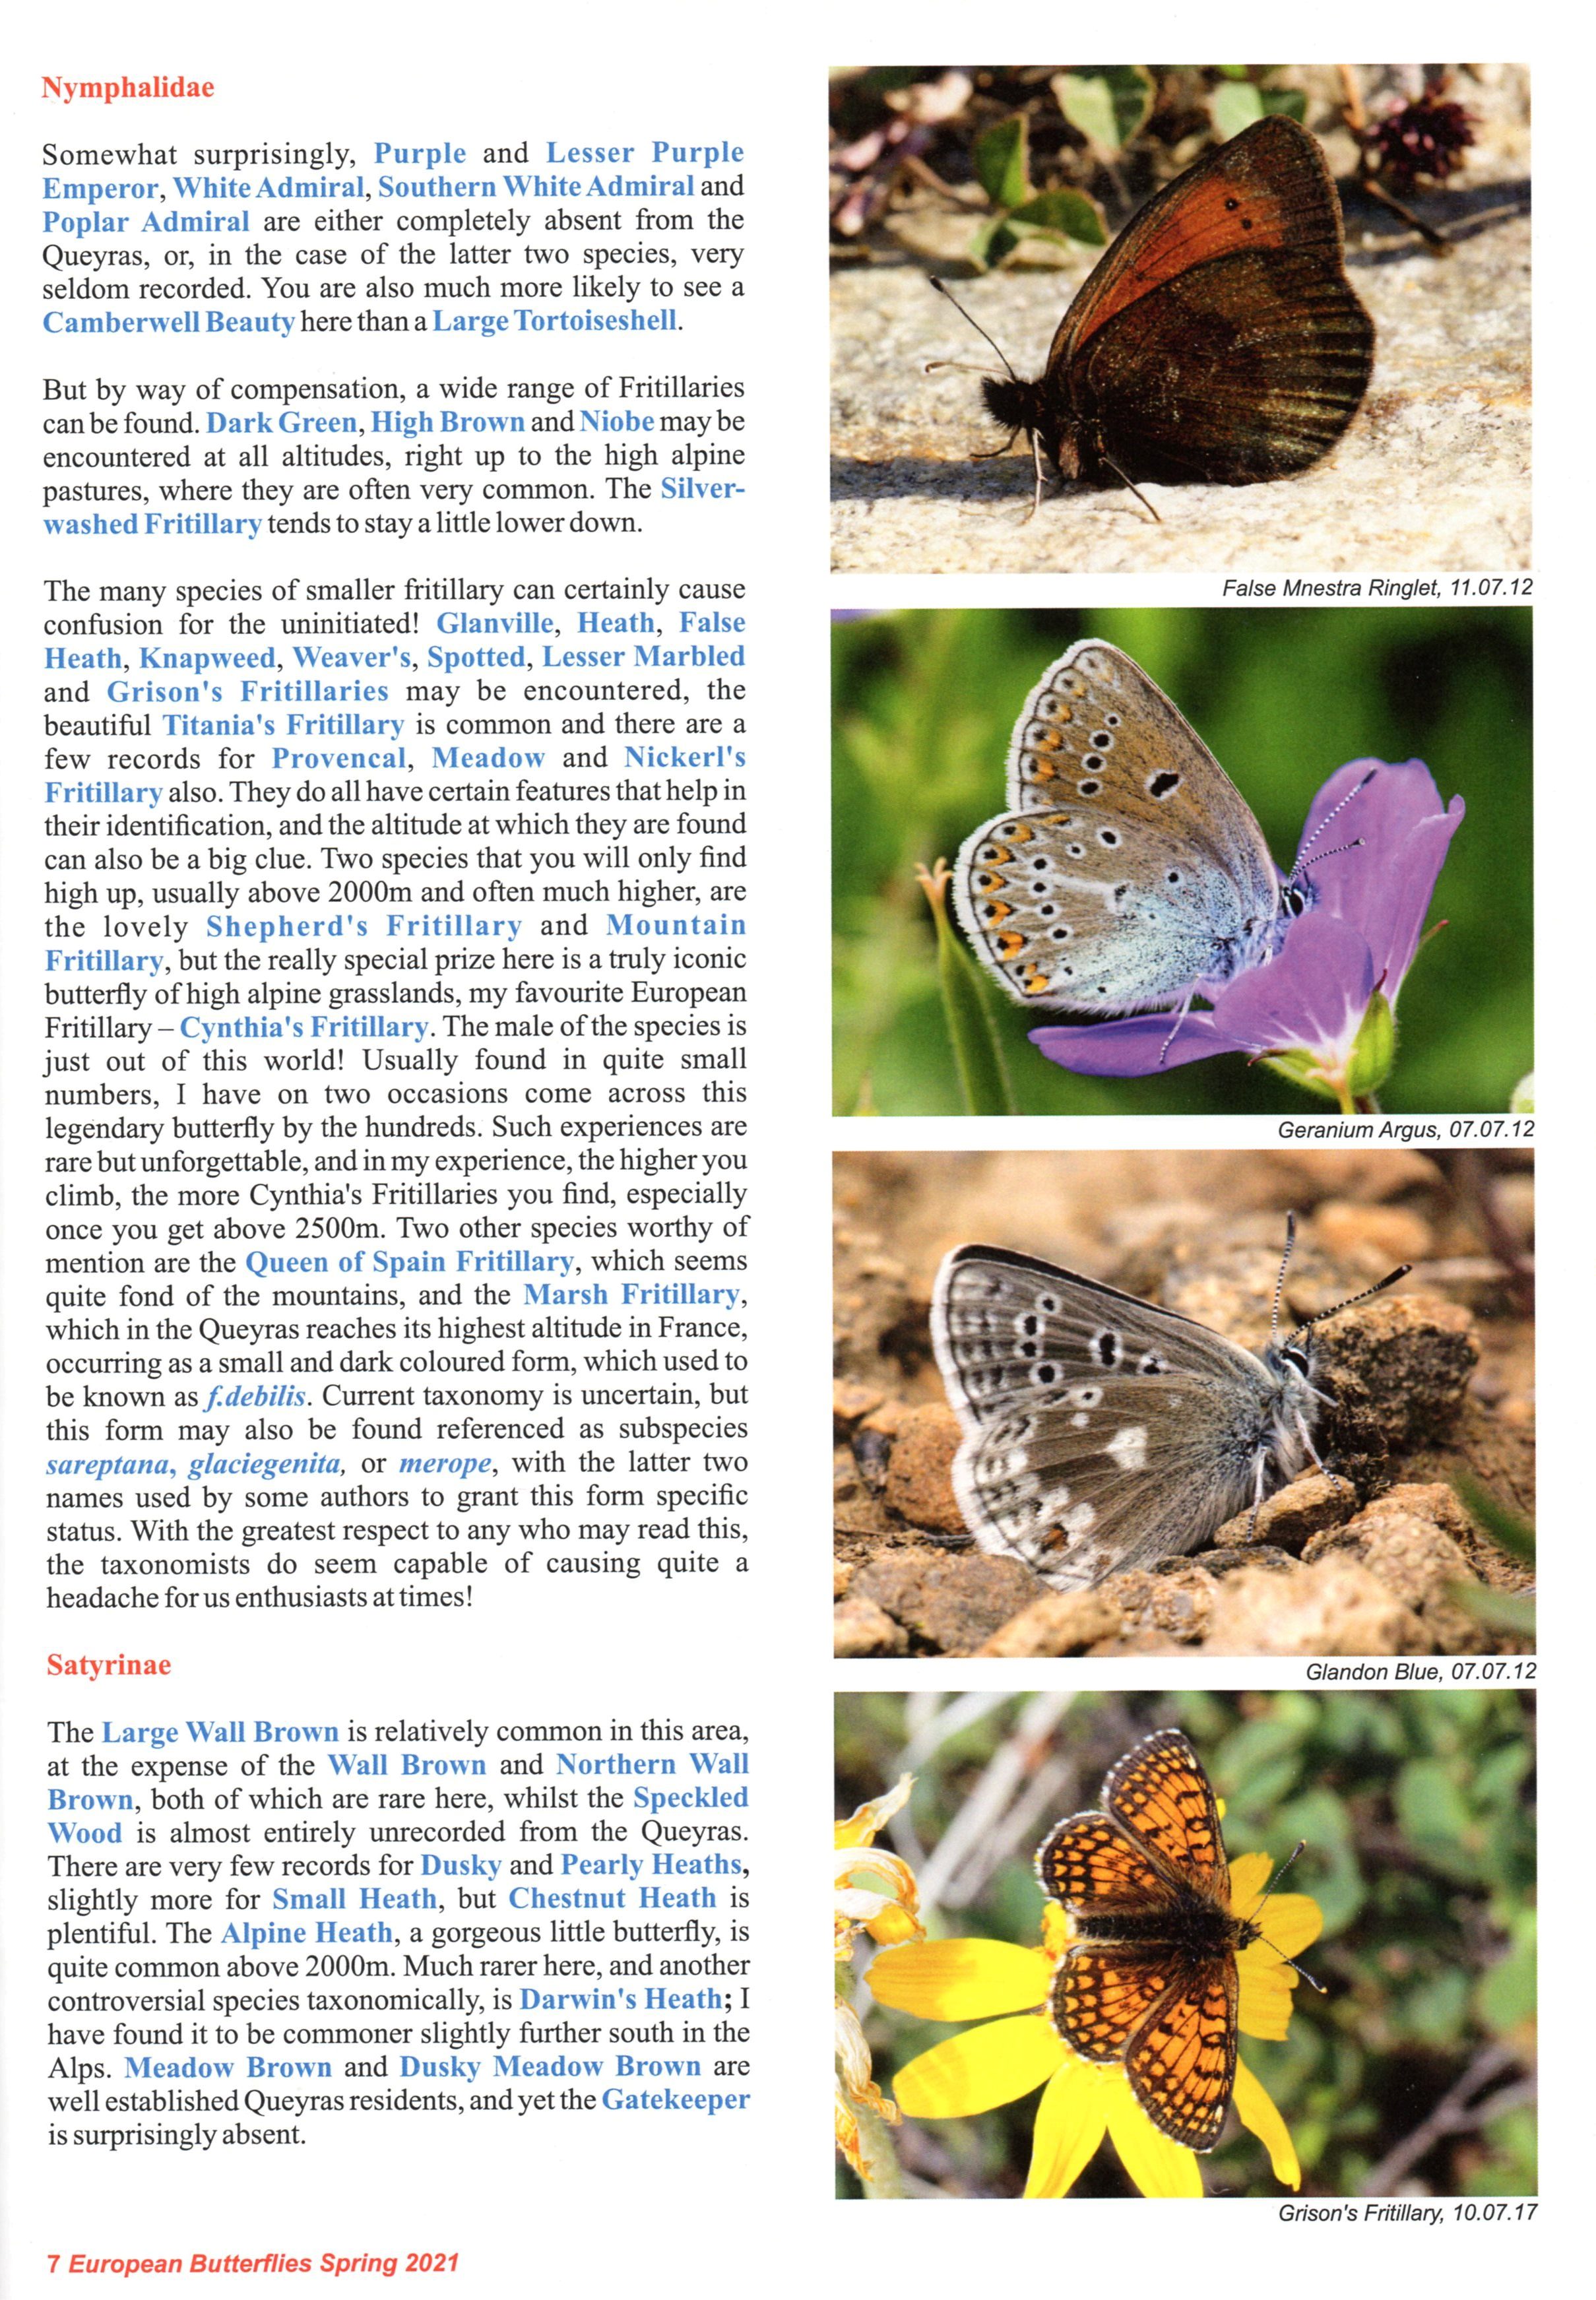 Nymphalidae
Somewhat surprisingly, Purple and Lesser Purple
Emperor, White Admiral, Southern White Admiral and
Poplar Admiral are either completely absent from the
Queyras, or, in the case of the latter two species, very
seldom recorded. You are also much more likely to see a
Camberwell Beauty here than a Large Tortoiseshell.
But by way of compensation, a wide range of Fritillaries
can be found. Dark Green, High Brown and Niobe may be
encountered at all altitudes, right up to the high alpine
pastures, where they are often very common. The Silver-
washed Fritillary tends to stay a little lower down.
The many species of smaller fritillary can certainly cause
confusion for the uninitiated! Glanville, Heath, False
Heath, Knapweed, Weaver's, Spotted, Lesser Marbled
and Grison's Fritillaries may be encountered, the
beautiful Titania's Fritillary is common and there are a
few records for Provencal, Meadow and Nickerl's
Fritillary also. They do all have certain features that help in
their identification, and the altitude at which they are found
can also be a big clue. Two species that you will only find
high up, usually above 2000m and often much higher, are
the lovely Shepherd's Fritillary and Mountain
Fritillary, but the really special prize here is a truly iconic
butterfly of high alpine grasslands, my favourite European
Fritillary – Cynthia's Fritillary. The male of the species is
just out of this world! Usually found in quite small
numbers, I have on two occasions come across this
legendary butterfly by the hundreds. Such experiences are
rare but unforgettable, and in my experience, the higher you
climb, the more Cynthia's Fritillaries you find, especially
once you get above 2500m. Two other species worthy of
mention are the Queen of Spain Fritillary, which seems
quite fond of the mountains, and the Marsh Fritillary,
which in the Queyras reaches its highest altitude in France,
occurring as a small and dark coloured form, which used to
be known as f.debilis. Current taxonomy is uncertain, but
this form may also be found referenced as subspecies
sareptana, glaciegenita, or merope, with the latter two
names used by some authors to grant this form specific
status. With the greatest respect to any who may read this,
the taxonomists do seem capable of causing quite a
headache for us enthusiasts at times!
Satyrinae
The Large Wall Brown is relatively common in this area,
at the expense of the Wall Brown and Northern Wall
Brown, both of which are rare here, whilst the Speckled
Wood is almost entirely unrecorded from the Queyras.
There are very few records for Dusky and Pearly Heaths,
slightly more for Small Heath, but Chestnut Heath is
plentiful. The Alpine Heath, a gorgeous little butterfly, is
quite common above 2000m. Much rarer here, and another
controversial species taxonomically, is Darwin's Heath; I
have found it to be commoner slightly further south in the
Alps. Meadow Brown and Dusky Meadow Brown are
well established Queyras residents, and yet the Gatekeeper
is surprisingly absent.
7 European Butterflies Spring 2021
False Mnestra Ringlet, 11.07.12
Geranium Argus, 07.07.12
Glandon Blue, 07.07.12
Grison's Fritillary, 10.07.17